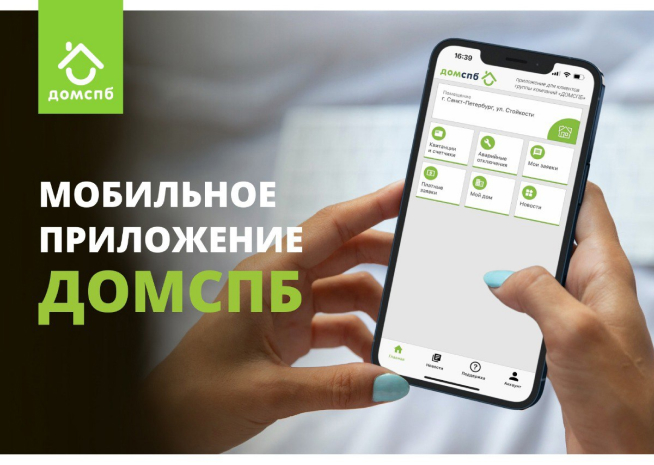 домспб
МОБИЛЬНОЕ
ПРИЛОЖЕНИЕ
ДОМСПБ
16:39
домспб
Приложение для клиентов
группы компаний «ДОМСПБ»
Помещение
г. Санкт-Петербург, ул. Стойкости
Квитанции
и счетчики
Аварийные
отключения
Мои заявки
Платные
заявки
Мой дом
Новости
Главная
Новости
Поддержка
Аккаунт